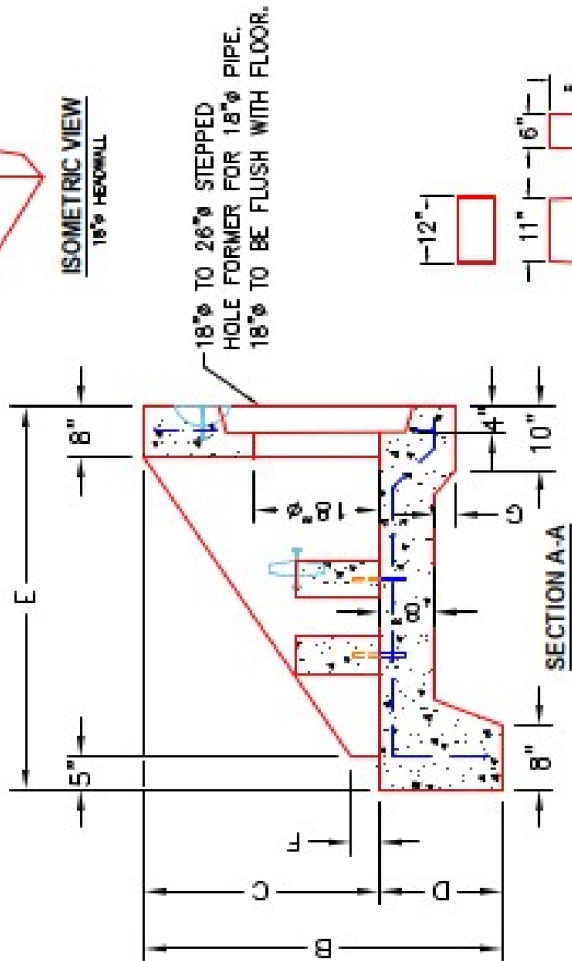 ISOMETRIC VIEW
18"ø HEADWALL
18"ø TO 26"ø STEPPED
HOLE FORMER FOR 18"ø PIPE.
18"ø TO BE FLUSH WITH FLOOR.
E
5"
8"
B
C
D
F
18"ø
8"
4"
10"
G
8"
SECTION A-A
12"
11"
6"